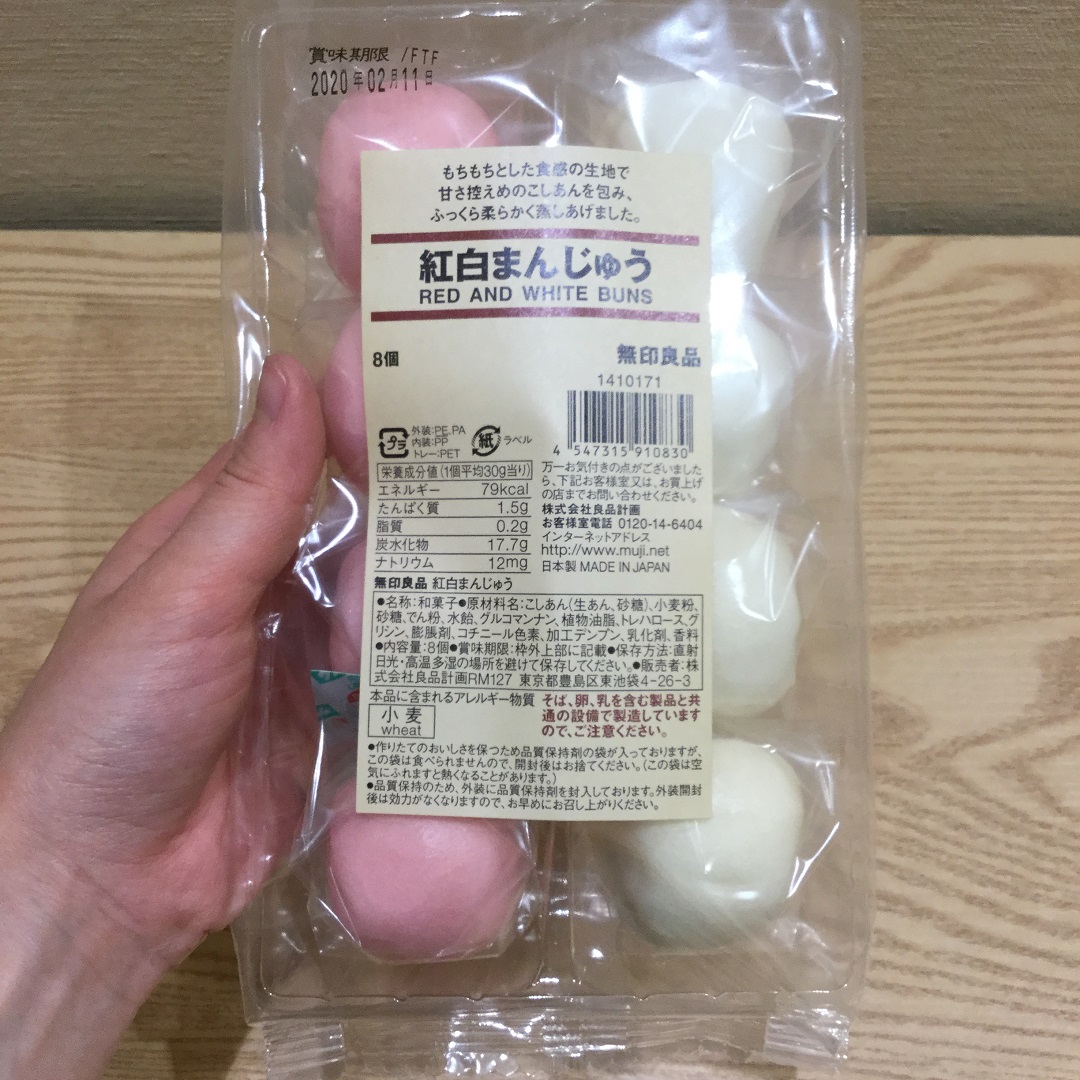 賞味期限 /FTF
2020年02月11日
もちもちとした食感の生地で
甘さ控えめのこしあんを包み、
ふっくら柔らかく蒸しあげました。
紅白まんじゅう
RED AND WHITE BUNS
8個
無印良品
1410171
4 547315 910830
プラ
外装:PE,PA
内装:PP
トレー:PET
紙
ラベル
栄養成分値(1個平均30g当り)
エネルギー 79kcal
たんぱく質 1.5g
脂質 0.2g
炭水化物 17.7g
ナトリウム 12mg
万一お気付きの点がございました
ら、下記お客様室又は、お買上げ
の店までお問い合わせください。
株式会社良品計画
お客様室電話 0120-14-6404
インターネットアドレス
http://www.muji.net
日本製 MADE IN JAPAN
無印良品 紅白まんじゅう
●名称:和菓子●原材料名:こしあん(生あん、砂糖)、小麦粉、
砂糖、でん粉、水飴、グルコマンナン、植物油脂、トレハロース、グ
リシン、膨脹剤、コチニール色素、加工デンプン、乳化剤、香料
●内容量:8個●賞味期限:枠外上部に記載●保存方法:直射
日光・高温多湿の場所を避けて保存してください。●販売者:株
式会社良品計画RM127 東京都豊島区東池袋4-26-3
本品に含まれるアレルギー物質
小麦
wheat
そば、卵、乳を含む製品と共
通の設備で製造しています
ので、ご注意ください。
●作りたてのおいしさを保つため品質保持剤の袋が入っておりますが、
この袋は食べられませんので、開封後はお捨てください。(この袋は空
気にふれますと熱くなることがあります。)
●品質保持のため、外装に品質保持剤を封入しております。外装開封
後は効力がなくなりますので、お早めにお召し上がりください。